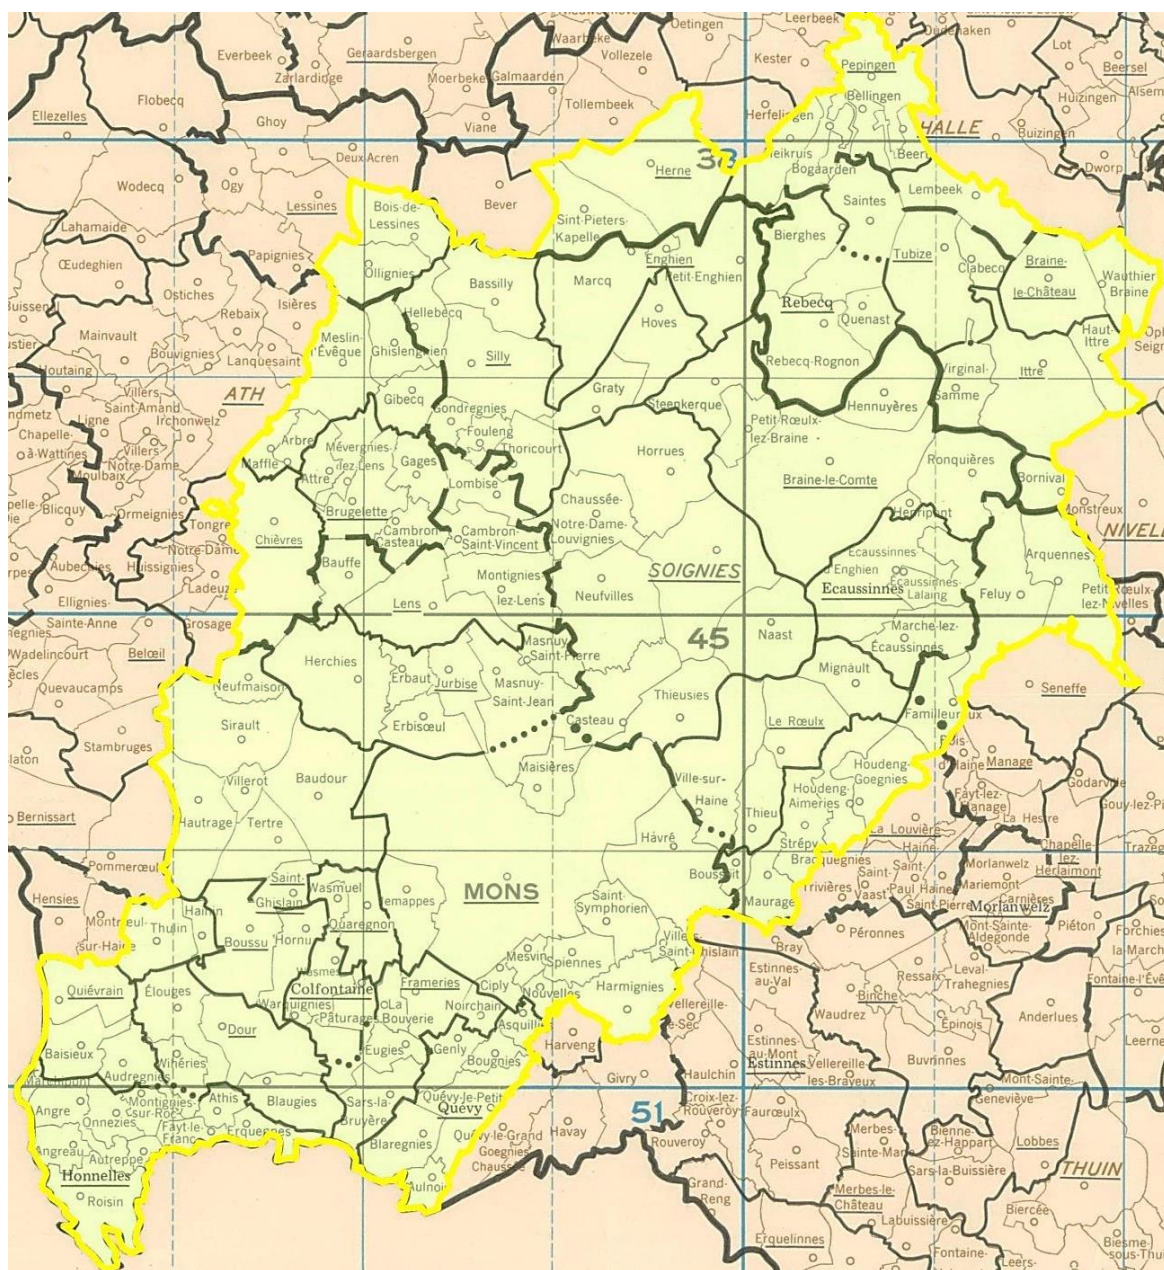 Oetingen
Leerbeek
Oudenaken
Waarbeke
Vollezele
Everbeek
Geraardsbergen
Kester
Lot
Beersel
Zarlardinge
Moerbeke
Galmaarden
Pepingen
Bellingen
Huizingen
Flobecq
Tollembeek
Herfelingen
Ellezelles
Ghoy
Viane
HALLE
Buizingen
Deux Acren
38
Bogaarden
Dworp
Wodecq
Ogy
Herne
Lessines
Bever
Bois-de-
Lessines
Lembeek
Saintes
Lahamaide
Sint-Pieters-
Kapelle
Bierghes
Enghien
Tubize
Papignies
Œudeghien
Ollignies
Marcq
Petit-Enghien
Clabecq
Braine-
le-Château
Wauthier
Braine
Bassilly
Ostiches
Isières
Rebecq
Rebaix
Hellebecq
Hoves
Quenast
Mainvault
Meslin-
l'Évêque
Ghislenghien
Haut-
Ittre
Bouvignies
Lanquesaint
Silly
Rebecq-Rognon
Houtaing
Virginal-
Samme
Ittre
ATH
Graty
Gibecq
Steenkerque
Hennuyères
Villers
Saint-Amand
Ligne
Irchonwelz
Gondregnies
Fouleng
Petit-Rœulx-
lez-Braine
Chapelle-
à-Wattines
Arbre
Mévergnies-
lez-Lens
Thoricourt
Horrues
Ronquières
Villers
Notre-Dame
Maffle
Gages
Moulbaix
Attre
Lombise
Braine-le-Comte
Bornival
Blicquy
Ormeignies
Brugelette
Chaussée-
Notre-Dame-
Louvignies
Henripont
Monstreux
Tongre
Notre-Dame
Chièvres
Cambron
Casteau
Cambron-
Saint-Vincent
NIVELL
Ecaussinnes
d'Enghien
Arquennes
Aubechies
Huissignies
Bauffe
SOIGNIES
Ecaussinnes
Ecaussinnes-
Lalaing
Ladeuze
Montignies-
lez-Lens
Neufvilles
Feluy
Petit-Rœulx-
lez-Nivelles
Ellignies-
Sainte-Anne
Lens
Grosage
45
Naast
Marche-lez-
Écaussinnes
Wadelincourt
Belœil
Masnuy-
Saint-Pierre
Herchies
Mignault
Quevaucamps
Neufmaison
Erbaut
Jurbise
Masnuy-
Saint-Jean
Thieusies
Seneffe
Sirault
Erbisœul
Casteau
Le Rœulx
Familleureux
Stambruges
Bois-
d'Haine
Manage
Maisières
Houdeng-
Goegnies
Villerot
Baudour
Ville-sur-
Haine
Godarville
Houdeng-
Aimeries
Fayt-lez-
Manage
Bernissart
Hautrage
Tertre
Thieu
La Hestre
Havré
La Louvière
Chapelle-
lez-
Herlaimont
Strépy
Bracquegnies
Haine-
Saint-
Paul
Haine
Saint-Pierre
Morlanwelz
Mariemont
Pommerœul
Boussoit
Saint-
Ghislain
Wasmuel
MONS
Trivières
Vaast
Carnières
Morlanwelz
Hensies
Jemappes
Saint-
Symphorien
Maurage
Montrœul-
sur-Haine
Hainin
Quaregnon
Mont-Sainte-
Aldegonde
Piéton
Thulin
Boussu
Hornu
Péronnes
Bray
Mesvin
Spiennes
Wasmes
Frameries
Ciply
Estinnes-
au-Val
Ressaix
Leval-
Trahegnies
Quiévrain
Élouges
Colfontaine
Nouvelles
Harmignies
Binche
Warquignies
Pâturages
La
Bouverie
Noirchain
Waudrez
Anderlues
Dour
Asquillies
Épinois
Baisieux
Eugies
Genly
Harveng
Estinnes-
au-Mont
Wihéries
Bougnies
Buvrinnes
Audregnies
Estinnes
Vellereille-
les-Brayeux
Givry
Haulchin
Mont-Sainte-
Geneviève
Montignies-
sur-Roc
Athis
Sars-la-
Bruyère
Quévy-le-Petit
Quévy
Angre
Blaugies
Croix-lez-
Rouveroy
Fauroeulx
Onnezies
51
Fayt-le-
Franc
Erquennes
Merbes-
Sainte-Marie
Bienne-
lez-Happart
Lobbes
Blaregnies
Quévy-le-Grand
Goegnies
Chaussée
Havay
Rouveroy
Angreau
Autreppe
Peissant
Sars-la-Buissière
THUIN
Honnelles
Roisin
Aulnois
Grand-
Reng
Merbes-le-
Château
Labuissière
Biercée
Erquelinnes
Fontaine-
Leers-
Biesme-
sous-Thu